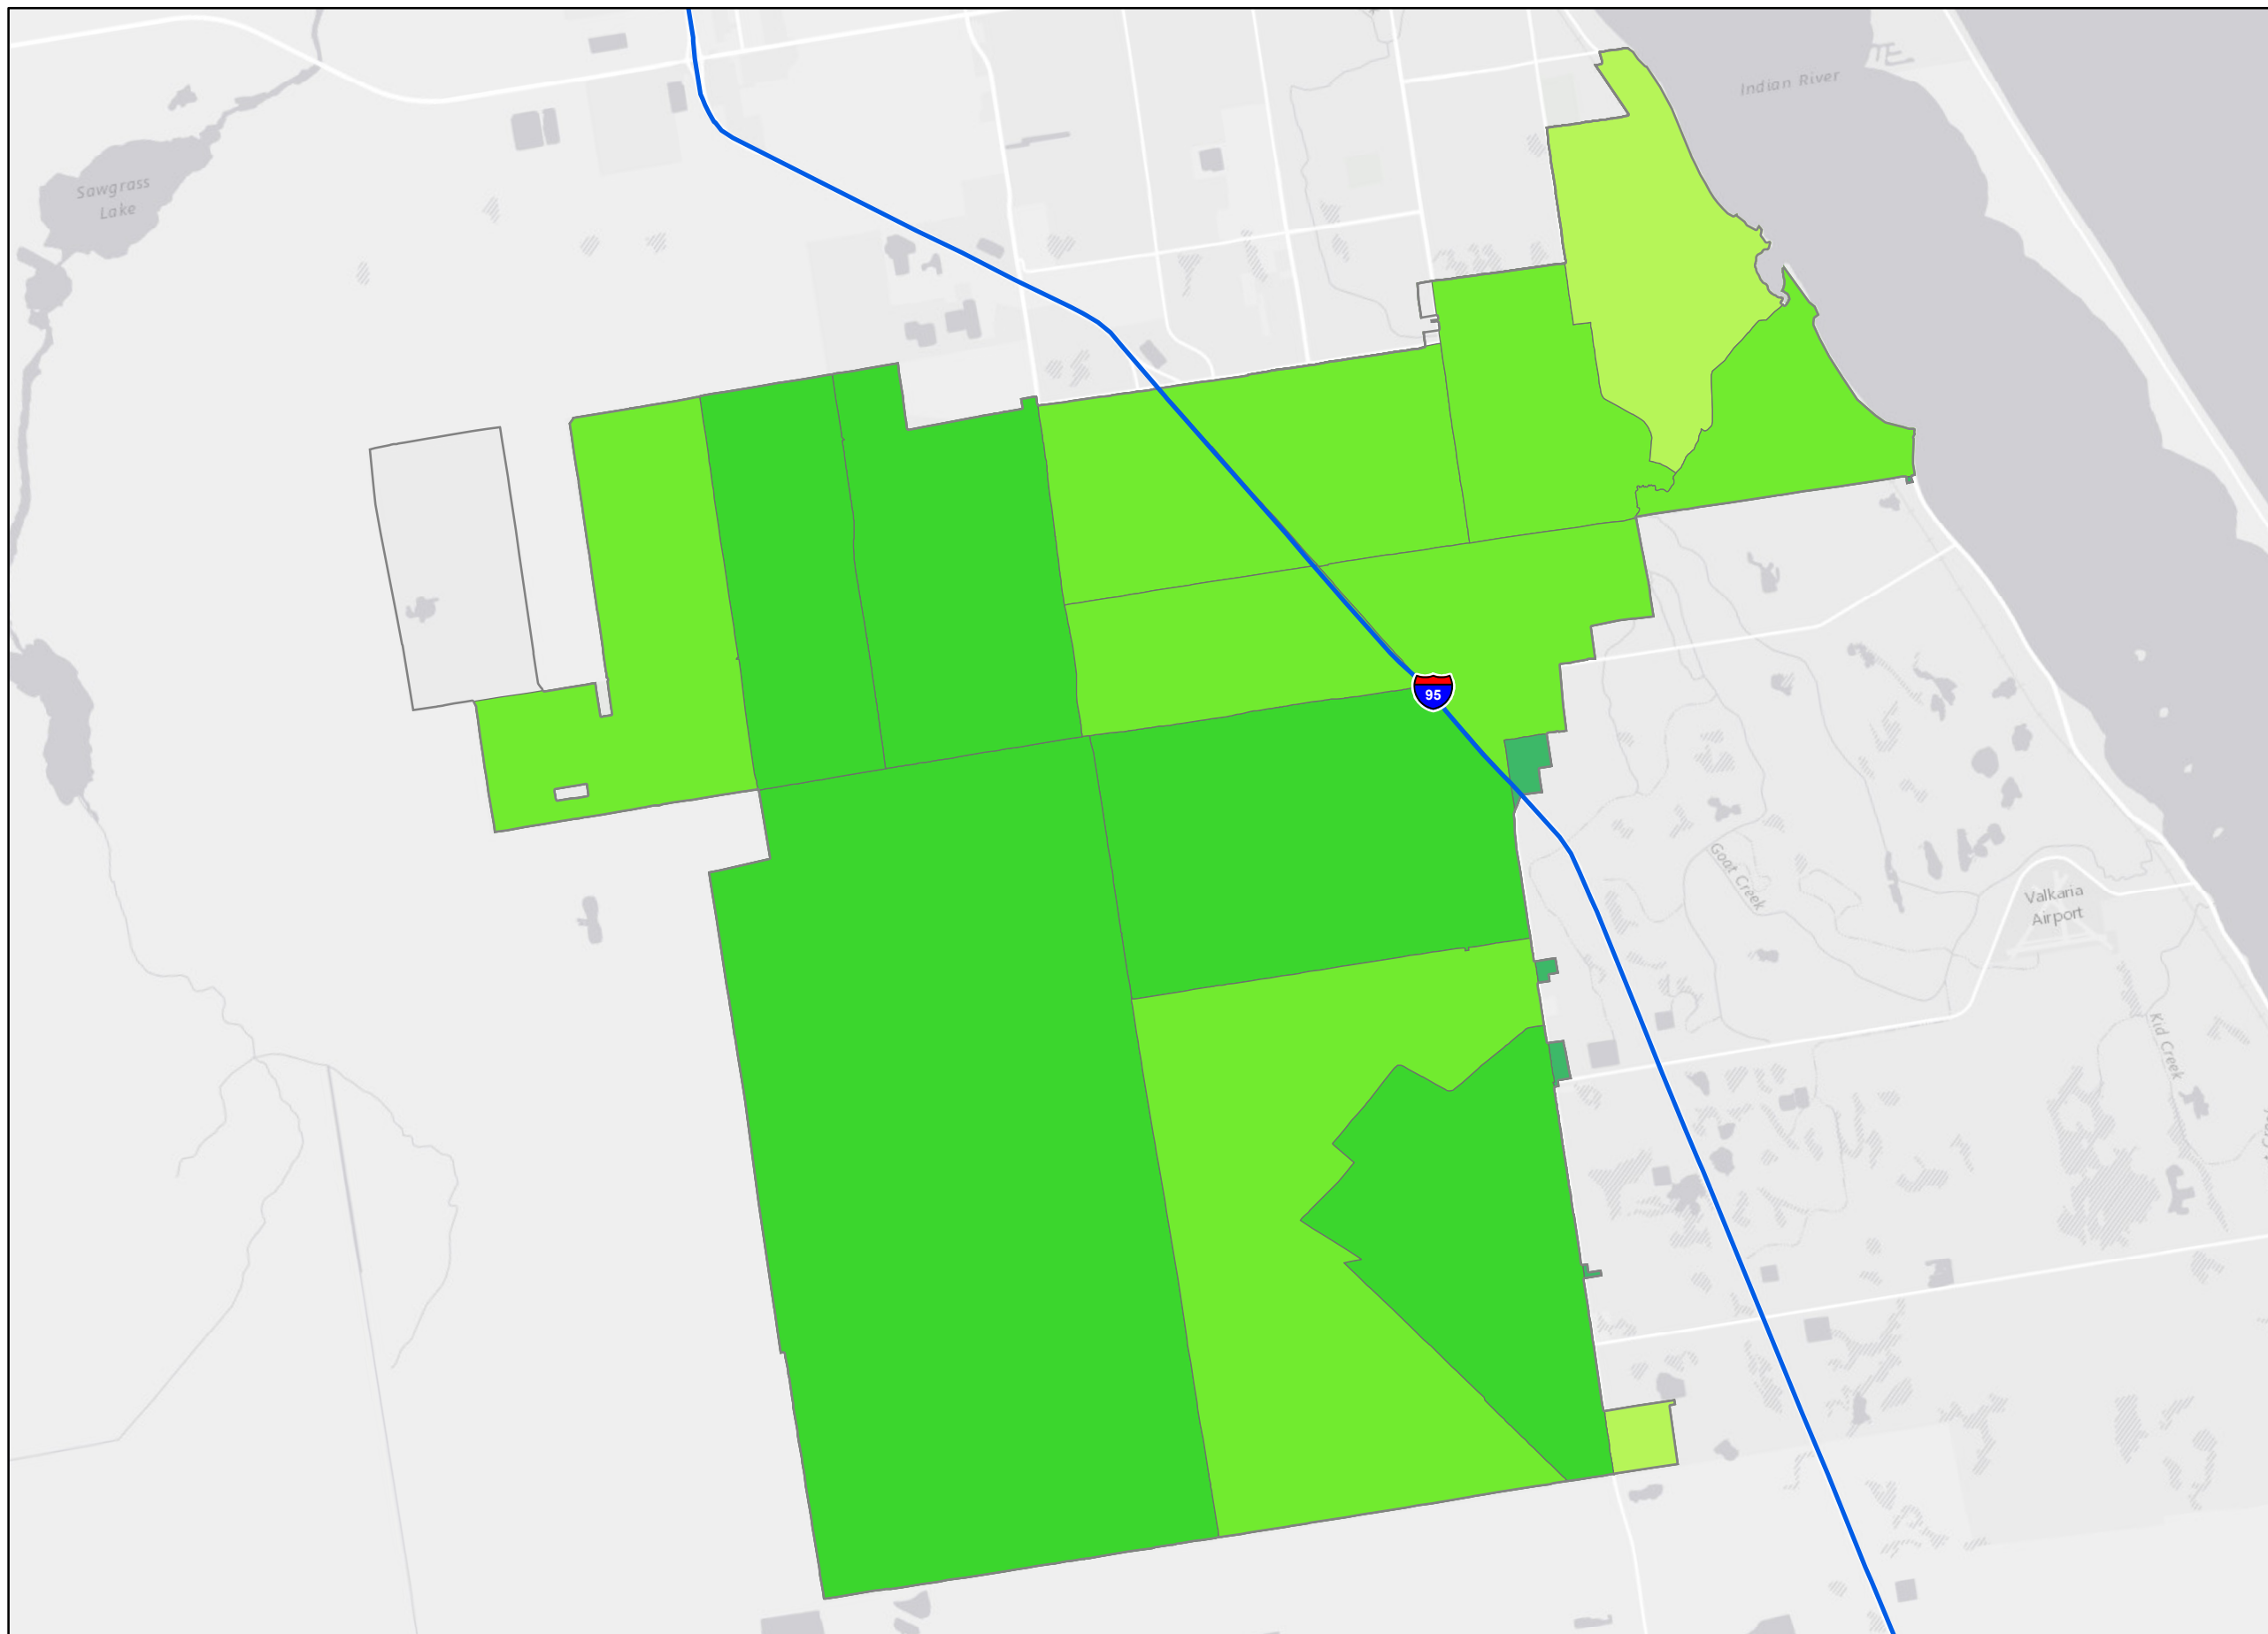 Indian River
Sawgrass
Lake
95
Goat Creek
Valkaria
Airport
Kid Creek